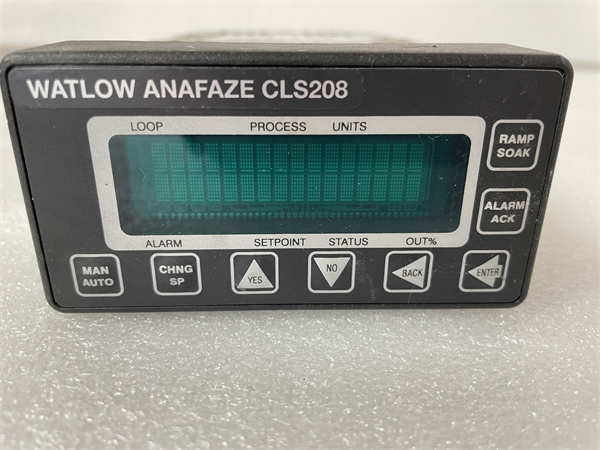 WATLOW ANAFAZE CLS208
LOOP PROCESS UNITS
RAMP
SOAK
ALARM
ACK
ALARM SETPOINT STATUS OUT%
MAN
AUTO
CHNG
SP
YES
NO
BACK
ENTER